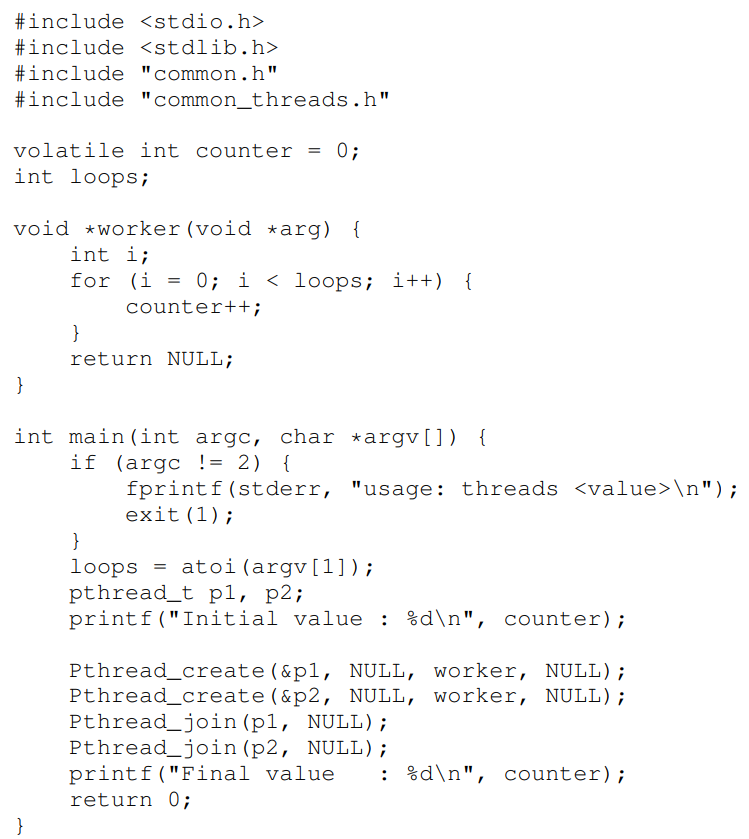 #include <stdio.h>
#include <stdlib.h>
#include "common.h"
#include "common_threads.h"

volatile int counter = 0;
int loops;

void *worker(void *arg) {
    int i;
    for (i = 0; i < loops; i++) {
        counter++;
    }
    return NULL;
}

int main(int argc, char *argv[]) {
    if (argc != 2) {
        fprintf(stderr, "usage: threads <value>\n");
        exit(1);
    }
    loops = atoi(argv[1]);
    pthread_t p1, p2;
    printf("Initial value : %d\n", counter);

    Pthread_create(&p1, NULL, worker, NULL);
    Pthread_create(&p2, NULL, worker, NULL);
    Pthread_join(p1, NULL);
    Pthread_join(p2, NULL);
    printf("Final value   : %d\n", counter);
    return 0;
}